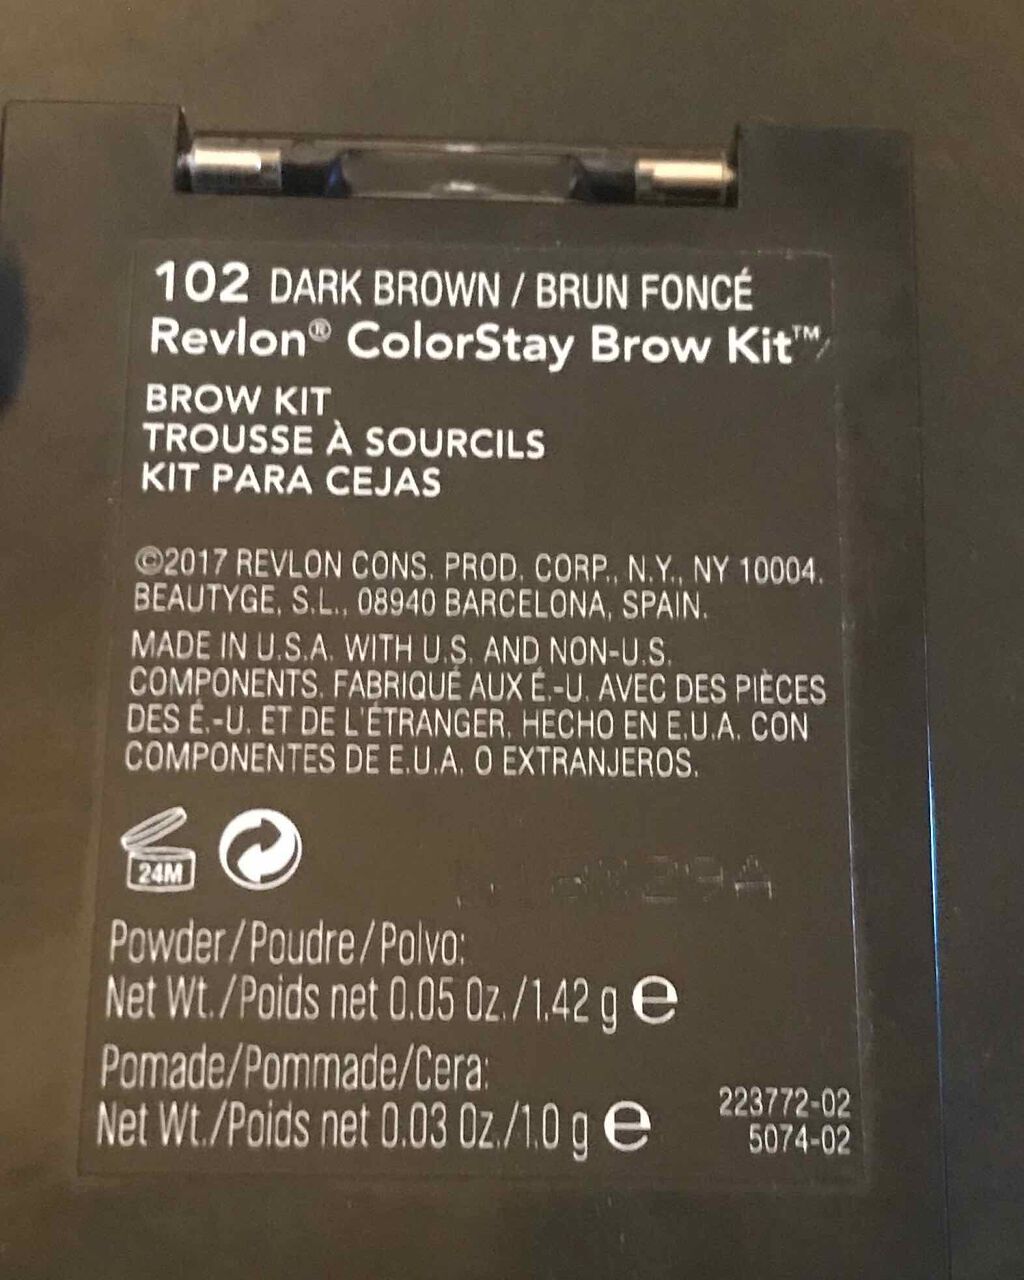 102 DARK BROWN / BRUN FONCÉ
Revlon® ColorStay Brow Kit™
BROW KIT
TROUSSE À SOURCILS
KIT PARA CEJAS
©2017 REVLON CONS. PROD. CORP., N.Y., NY 10004.
BEAUTYGE, S.L., 08940 BARCELONA, SPAIN.
MADE IN U.S.A. WITH U.S. AND NON-U.S.
COMPONENTS. FABRIQUÉ AUX É.-U. AVEC DES PIÈCES
DES É.-U. ET DE L'ÉTRANGER. HECHO EN E.U.A. CON
COMPONENTES DE E.U.A. O EXTRANJEROS.
24M
Powder/Poudre/Polvo:
Net Wt./Poids net 0.05 Oz./1.42 g e
Pomade/Pommade/Cera:
Net Wt./Poids net 0.03 Oz./1.0 g e
223772-02
5074-02